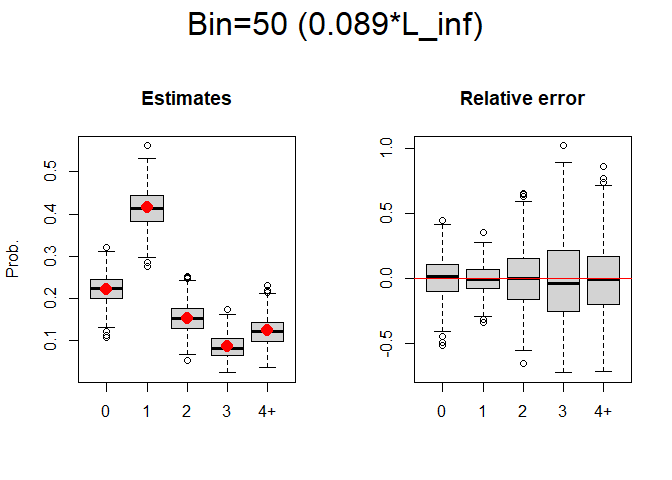 Bin=50 (0.089*L_inf)
Estimates
Prob.
0.5
0.4
0.3
0.2
0.1
0 1 2 3 4+
Relative error
1.0
0.5
0.0
-0.5
0 1 2 3 4+